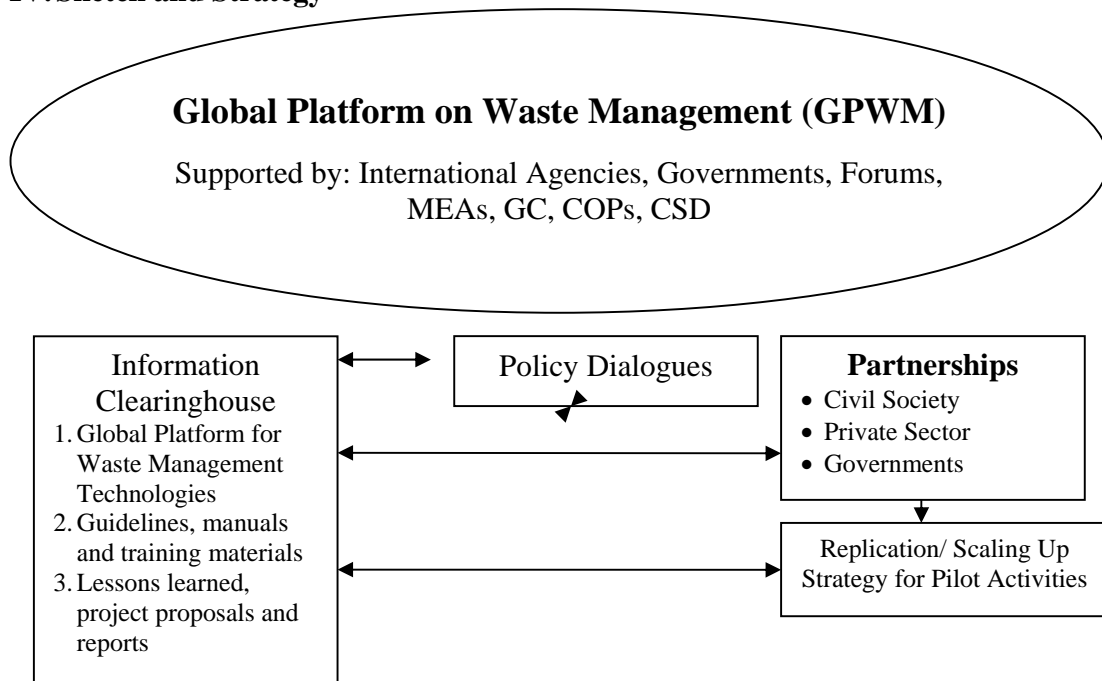 Global Platform on Waste Management (GPWM)
Supported by: International Agencies, Governments, Forums,
MEAs, GC, COPs, CSD
Information
Clearinghouse
1. Global Platform for
Waste Management
Technologies
2. Guidelines, manuals
and training materials
3. Lessons learned,
project proposals and
reports
Policy Dialogues
Partnerships
• Civil Society
• Private Sector
• Governments
Replication/ Scaling Up
Strategy for Pilot Activities